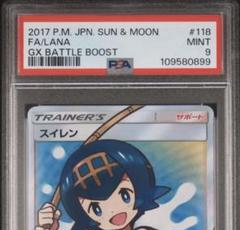 2017 P.M. JPN. SUN & MOON #118
FA/LANA MINT
GX BATTLE BOOST 9
PSA
109580899
TRAINER'S サポート
スイレン